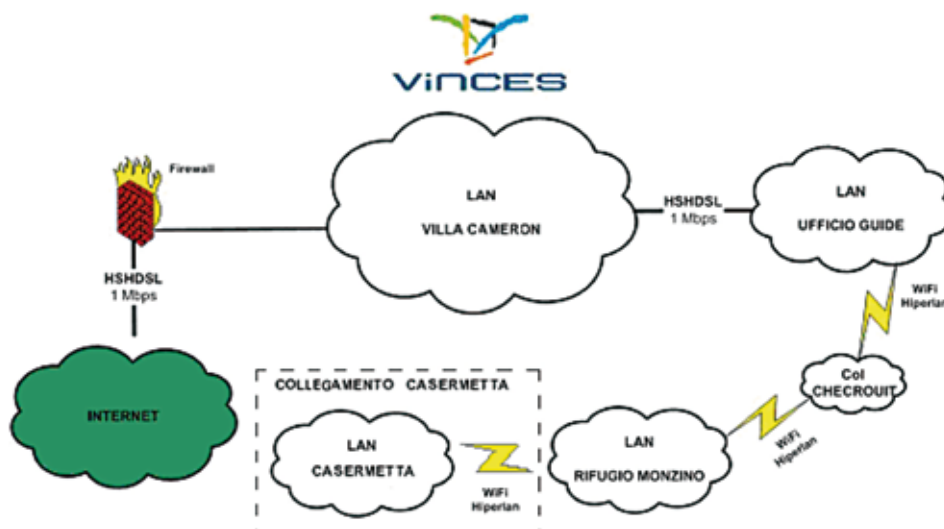 ViNCES
Firewall
LAN
VILLA CAMERON
HSHDSL
1 Mbps
LAN
UFFICIO GUIDE
HSHDSL
1 Mbps
WiFi
Hiperlan
Col
CHECROUIT
INTERNET
COLLEGAMENTO CASERMETTA
LAN
CASERMETTA
WiFi
Hiperlan
LAN
RIFUGIO MONZINO
WiFi
Hiperlan